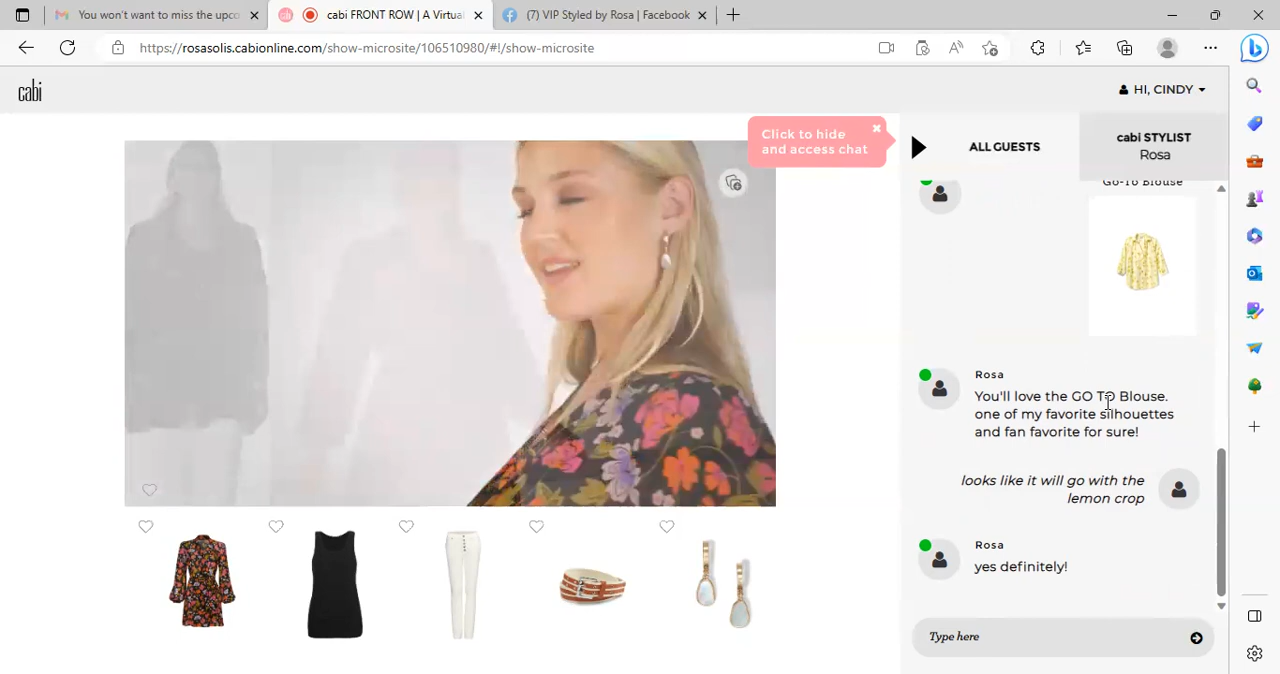 You won't want to miss the upco
cabi FRONT ROW | A Virtual
(7) VIP Styled by Rosa | Facebook
https://rosasolis.cabionline.com/show-microsite/106510980/#!/show-microsite
cabi
HI, CINDY
Click to hide
and access chat
ALL GUESTS
cabi STYLIST
Rosa
Go-To Blouse
Rosa
You'll love the GO TO Blouse.
one of my favorite silhouettes
and fan favorite for sure!
looks like it will go with the
lemon crop
Rosa
yes definitely!
Type here